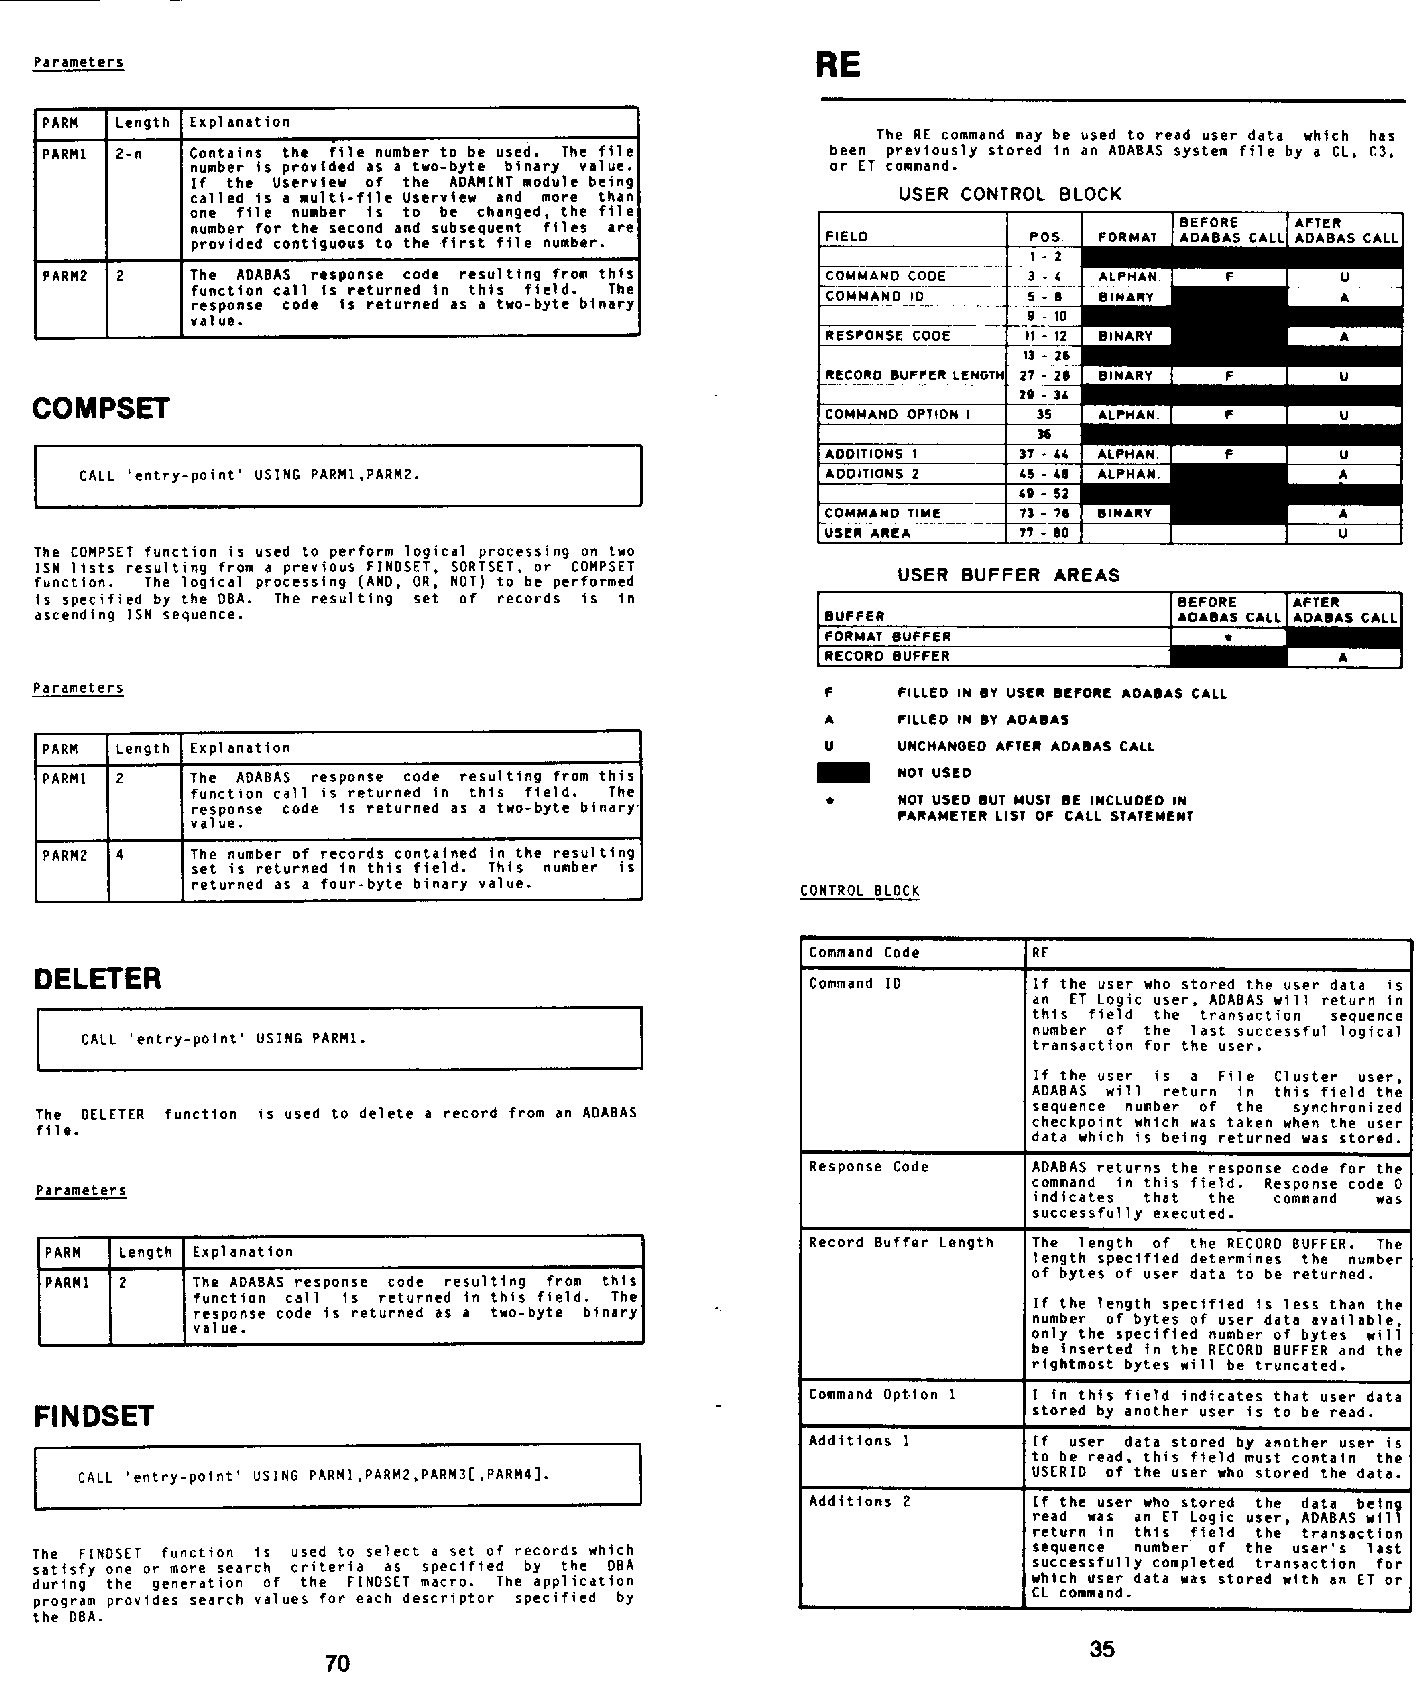 Parameters
PARM Length Explanation
PARM1 2-n Contains the file number to be used. The file
number is provided as a two-byte binary value.
If the Userview of the ADAMINT module being
called is a multi-file Userview and more than
one file number is to be changed, the file
number for the second and subsequent files are
provided contiguous to the first file number.
PARM2 2 The ADABAS response code resulting from this
function call is returned in this field. The
response code is returned as a two-byte binary
value.
COMPSET
CALL 'entry-point' USING PARM1,PARM2.
The COMPSET function is used to perform logical processing on two
ISN lists resulting from a previous FINDSET, SORTSET, or COMPSET
function. The logical processing (AND, OR, NOT) to be performed
is specified by the DBA. The resulting set of records is in
ascending ISN sequence.
Parameters
PARM Length Explanation
PARM1 2 The ADABAS response code resulting from this
function call is returned in this field. The
response code is returned as a two-byte binary
value.
PARM2 4 The number of records contained in the resulting
set is returned in this field. This number is
returned as a four-byte binary value.
DELETER
CALL 'entry-point' USING PARM1.
The DELETER function is used to delete a record from an ADABAS
file.
Parameters
PARM Length Explanation
PARM1 2 The ADABAS response code resulting from this
function call is returned in this field. The
response code is returned as a two-byte binary
value.
FINDSET
CALL 'entry-point' USING PARM1,PARM2,PARM3[,PARM4].
The FINDSET function is used to select a set of records which
satisfy one or more search criteria as specified by the DBA
during the generation of the FINDSET macro. The application
program provides search values for each descriptor specified by
the DBA.
70
RE
The RE command may be used to read user data which has
been previously stored in an ADABAS system file by a CL, C3,
or ET command.
USER CONTROL BLOCK
BEFORE AFTER
FIELD POS. FORMAT ADABAS CALL ADABAS CALL
1 - 2
COMMAND CODE 3 - 4 ALPHAN. F U
COMMAND ID 5 - 8 BINARY A
9 - 10
RESPONSE CODE 11 - 12 BINARY A
13 - 26
RECORD BUFFER LENGTH 27 - 28 BINARY F U
29 - 34
COMMAND OPTION 1 35 ALPHAN. F U
36
ADDITIONS 1 37 - 44 ALPHAN. F U
ADDITIONS 2 45 - 48 ALPHAN. A
49 - 52
COMMAND TIME 73 - 76 BINARY A
USER AREA 77 - 80 U
USER BUFFER AREAS
BEFORE AFTER
BUFFER ADABAS CALL ADABAS CALL
FORMAT BUFFER *
RECORD BUFFER A
F FILLED IN BY USER BEFORE ADABAS CALL
A FILLED IN BY ADABAS
U UNCHANGED AFTER ADABAS CALL
NOT USED
* NOT USED BUT MUST BE INCLUDED IN
PARAMETER LIST OF CALL STATEMENT
CONTROL BLOCK
Command Code RE
Command ID If the user who stored the user data is
an ET Logic user, ADABAS will return in
this field the transaction sequence
number of the last successful logical
transaction for the user.
If the user is a File Cluster user,
ADABAS will return in this field the
sequence number of the synchronized
checkpoint which was taken when the user
data which is being returned was stored.
Response Code ADABAS returns the response code for the
command in this field. Response code 0
indicates that the command was
successfully executed.
Record Buffer Length The length of the RECORD BUFFER. The
length specified determines the number
of bytes of user data to be returned.
If the length specified is less than the
number of bytes of user data available,
only the specified number of bytes will
be inserted in the RECORD BUFFER and the
rightmost bytes will be truncated.
Command Option 1 I in this field indicates that user data
stored by another user is to be read.
Additions 1 If user data stored by another user is
to be read, this field must contain the
USERID of the user who stored the data.
Additions 2 If the user who stored the data being
read was an ET Logic user, ADABAS will
return in this field the transaction
sequence number of the user's last
successfully completed transaction for
which user data was stored with an ET or
CL command.
35